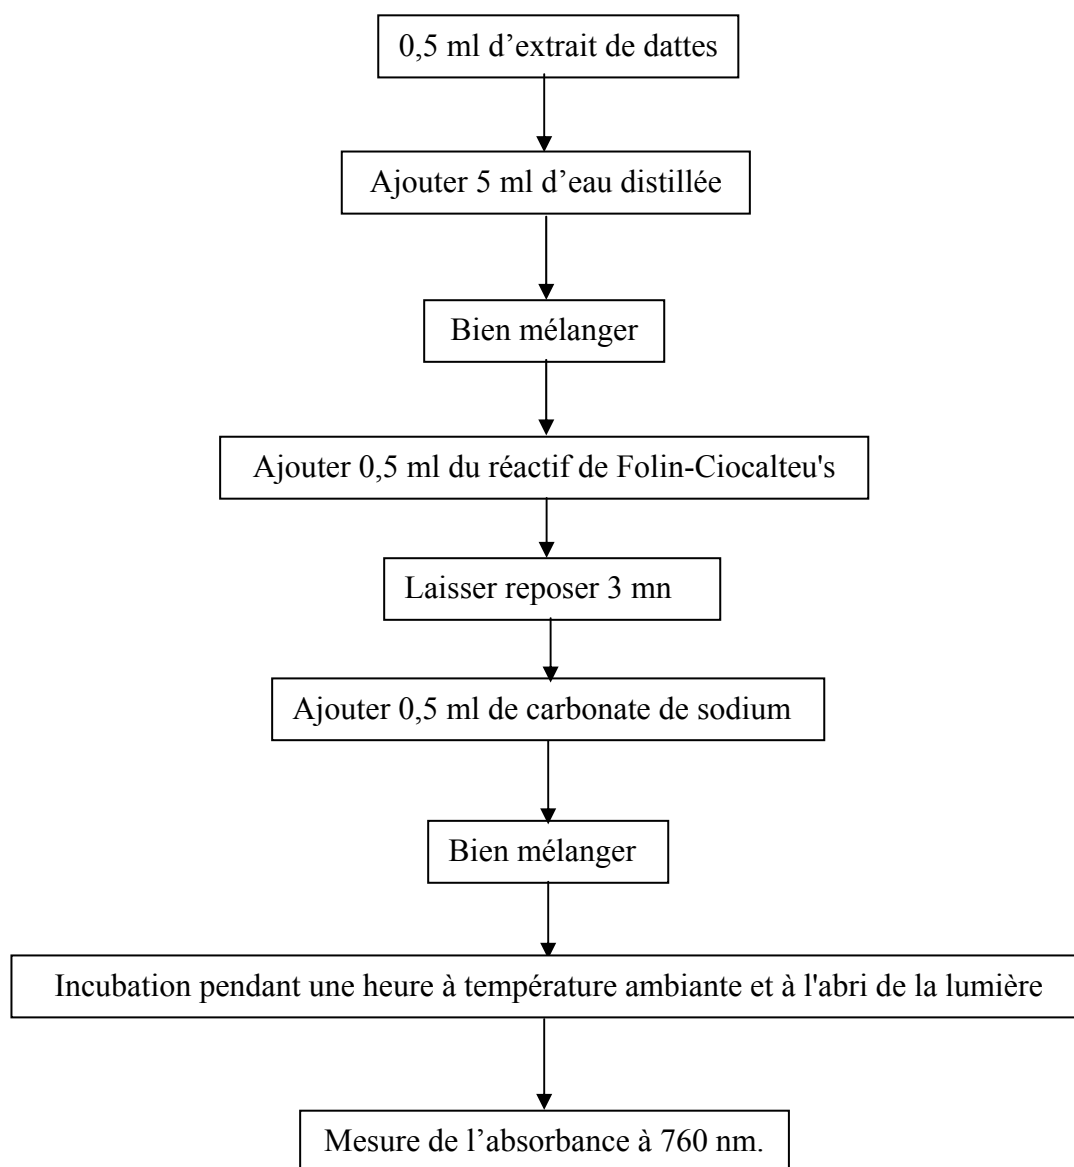 0,5 ml d’extrait de dattes
Ajouter 5 ml d’eau distillée
Bien mélanger
Ajouter 0,5 ml du réactif de Folin-Ciocalteu's
Laisser reposer 3 mn
Ajouter 0,5 ml de carbonate de sodium
Bien mélanger
Incubation pendant une heure à température ambiante et à l'abri de la lumière
Mesure de l’absorbance à 760 nm.